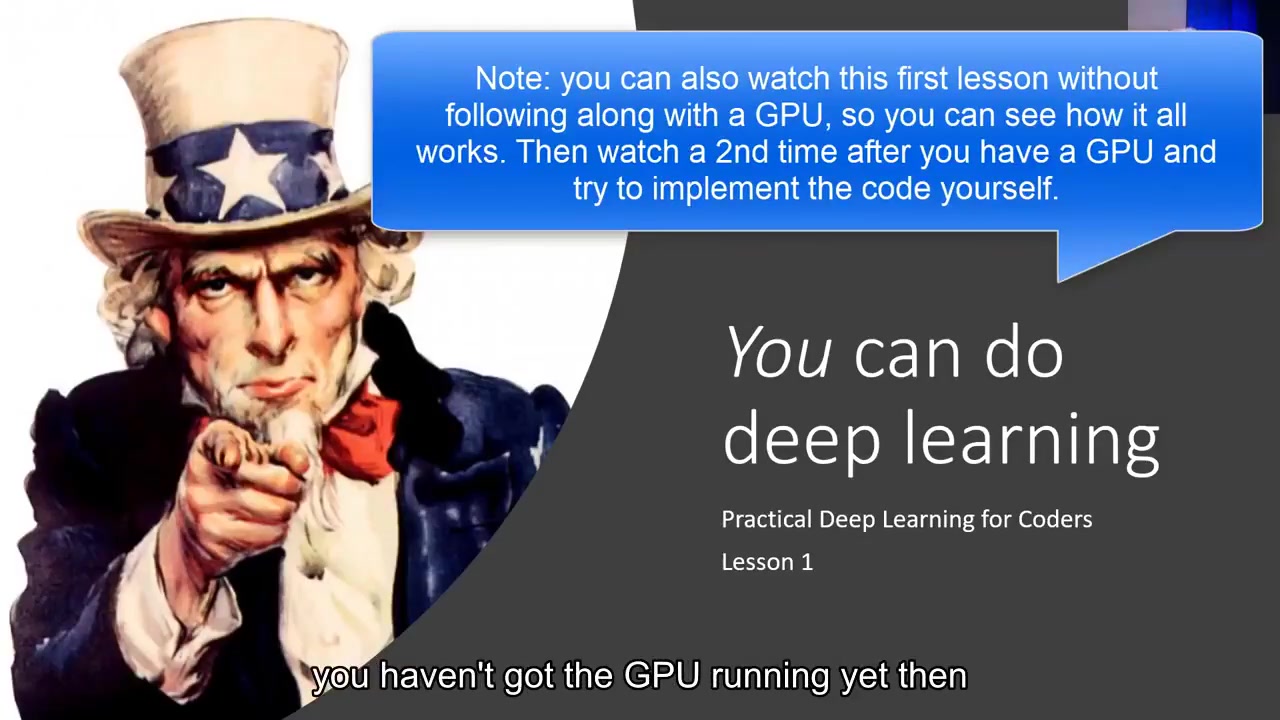 Note: you can also watch this first lesson without
following along with a GPU, so you can see how it all
works. Then watch a 2nd time after you have a GPU and
try to implement the code yourself.
You can do
deep learning
Practical Deep Learning for Coders
Lesson 1
you haven't got the GPU running yet then